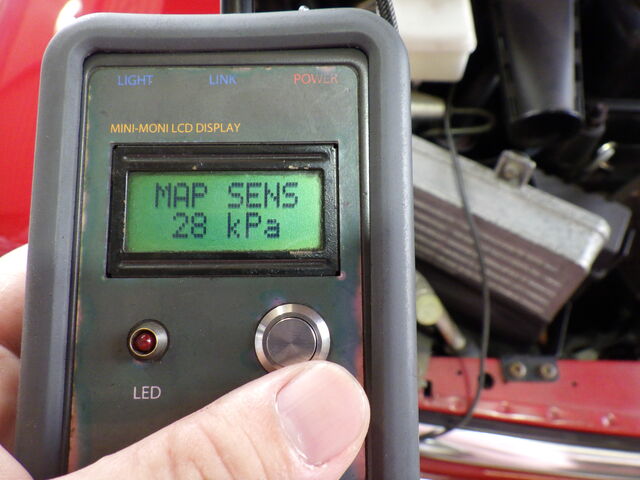 LIGHT LINK POWER
MINI-MONI LCD DISPLAY
MAP SENS
28 kPa
LED